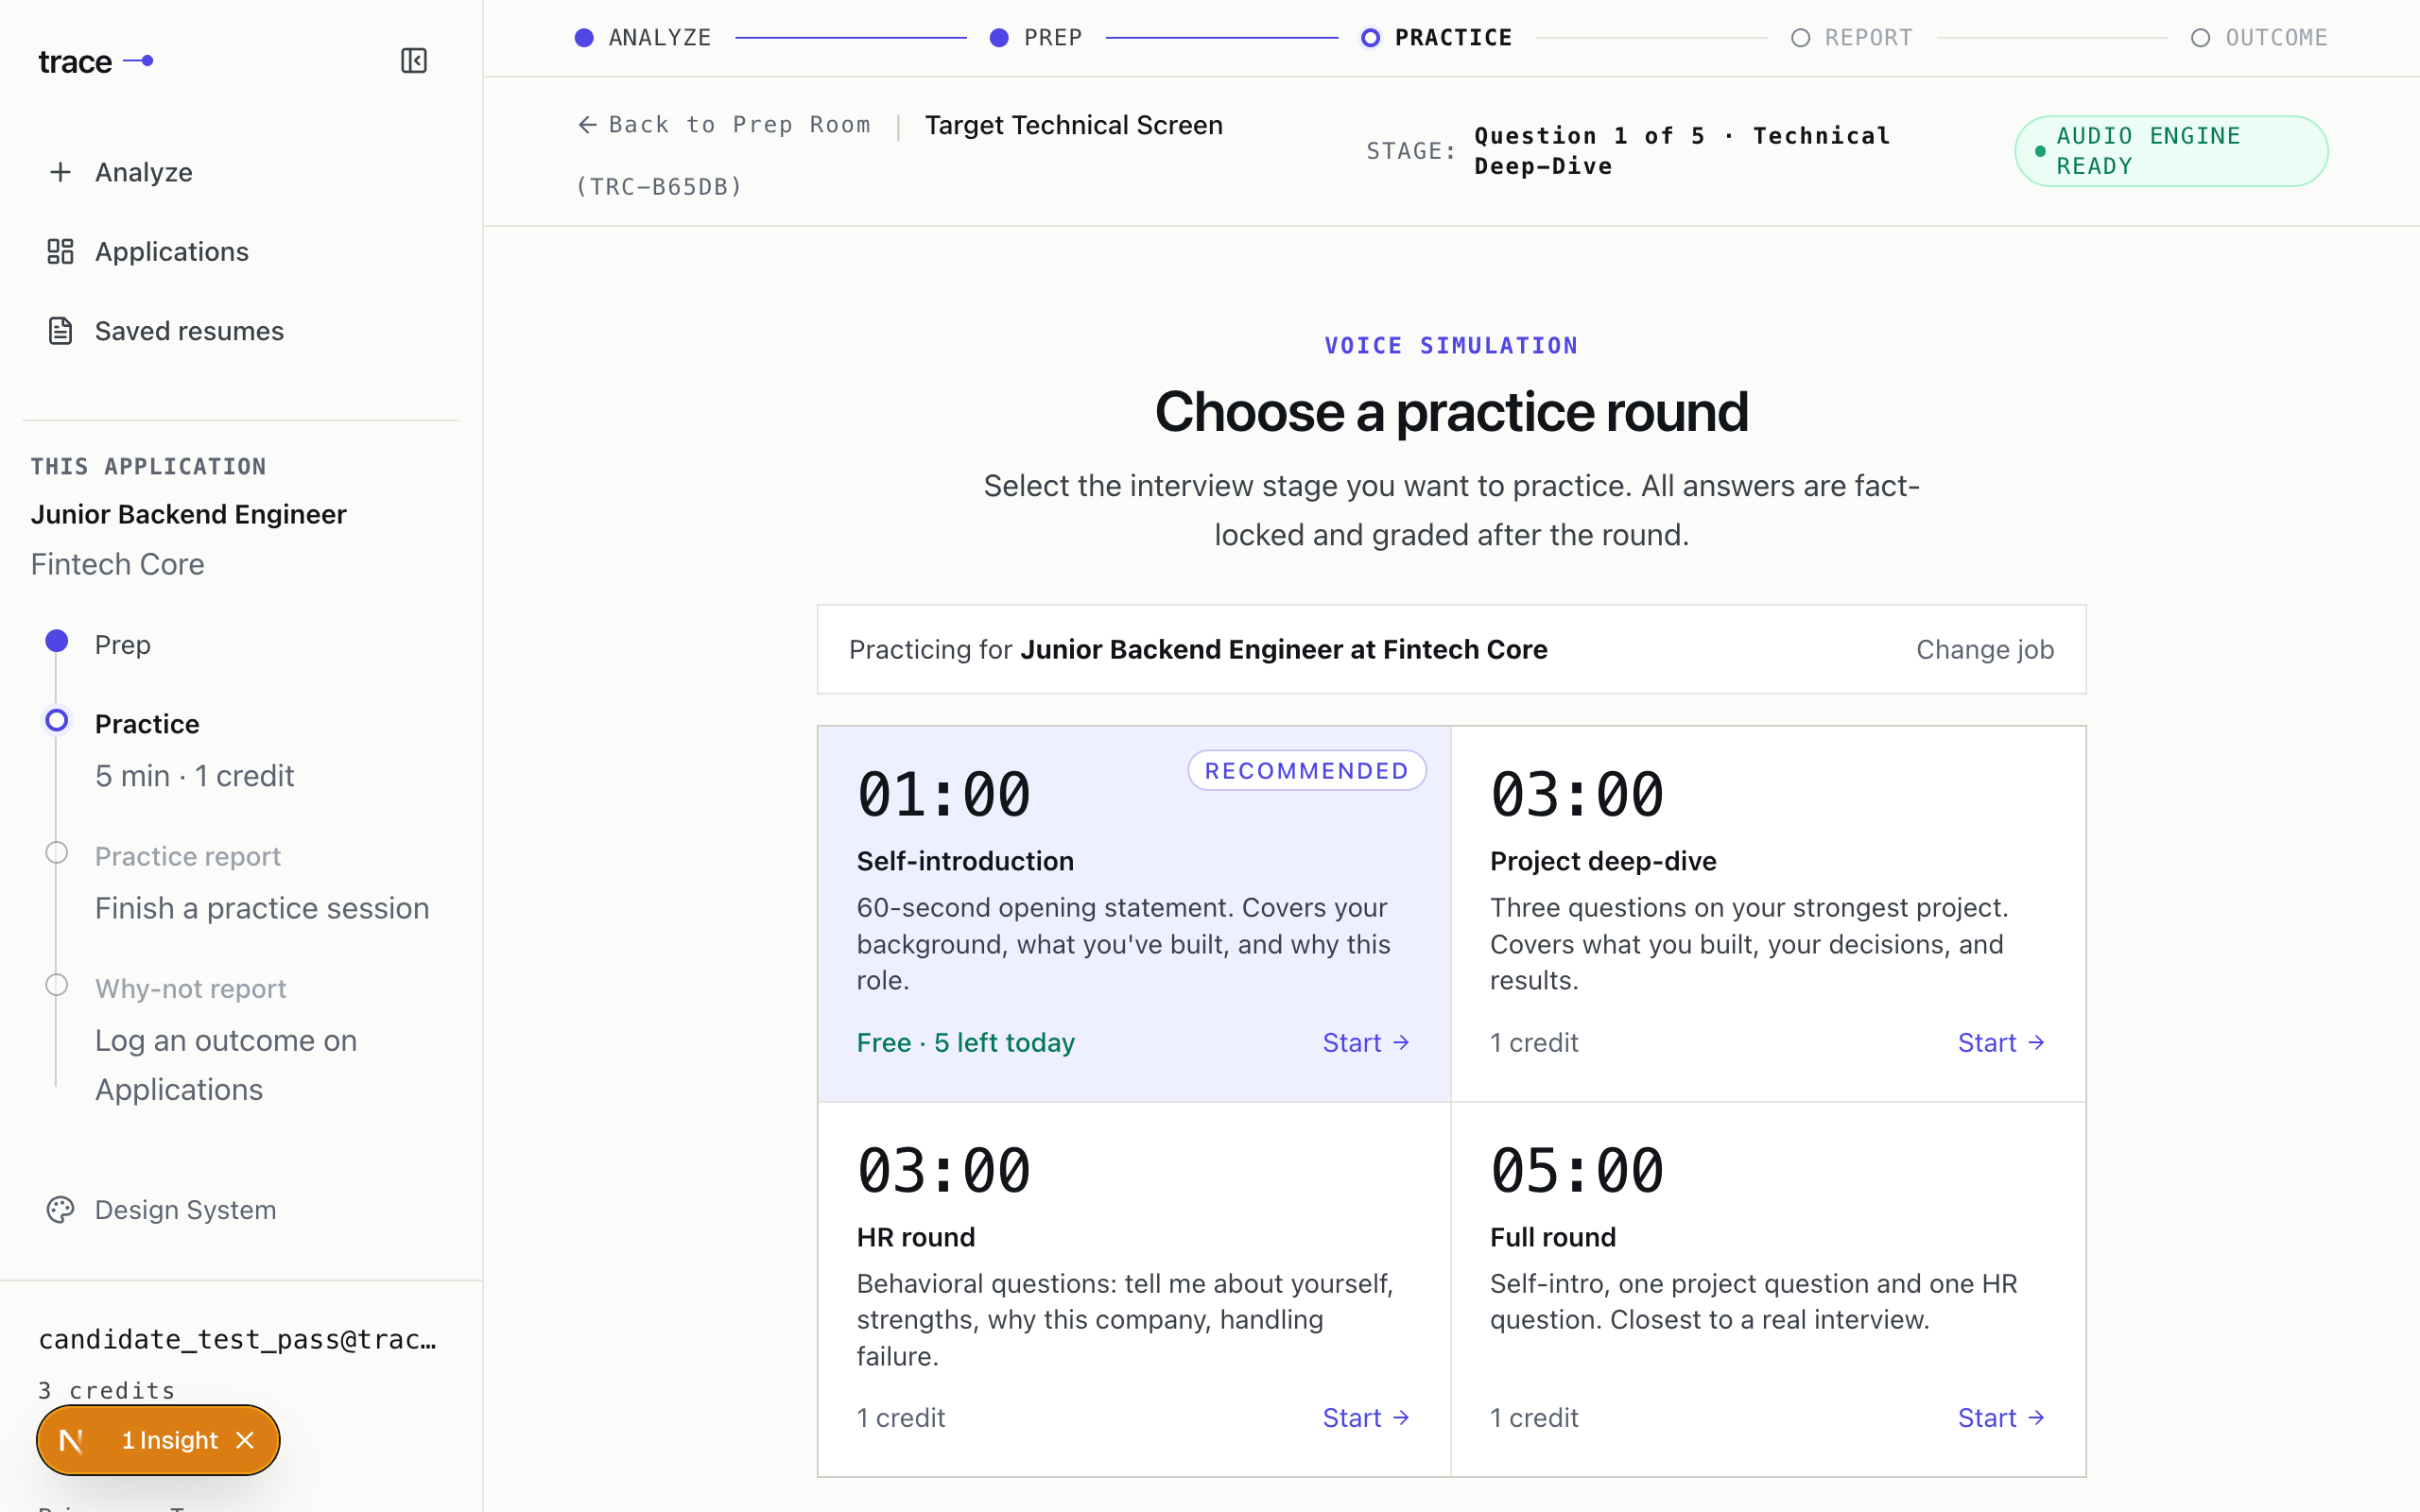 trace
Analyze
Applications
Saved resumes
THIS APPLICATION
Junior Backend Engineer
Fintech Core
Prep
Practice
5 min · 1 credit
Practice report
Finish a practice session
Why-not report
Log an outcome on
Applications
Design System
candidate_test_pass@trac…
3 credits
1 Insight
ANALYZE
PREP
PRACTICE
REPORT
OUTCOME
← Back to Prep Room | Target Technical Screen
(TRC-B65DB)
STAGE: Question 1 of 5 · Technical
Deep-Dive
AUDIO ENGINE
READY
VOICE SIMULATION
Choose a practice round
Select the interview stage you want to practice. All answers are fact-
locked and graded after the round.
Practicing for Junior Backend Engineer at Fintech Core
Change job
01:00
RECOMMENDED
Self-introduction
60-second opening statement. Covers your
background, what you've built, and why this
role.
Free · 5 left today
Start →
03:00
Project deep-dive
Three questions on your strongest project.
Covers what you built, your decisions, and
results.
1 credit
Start →
03:00
HR round
Behavioral questions: tell me about yourself,
strengths, why this company, handling
failure.
1 credit
Start →
05:00
Full round
Self-intro, one project question and one HR
question. Closest to a real interview.
1 credit
Start →